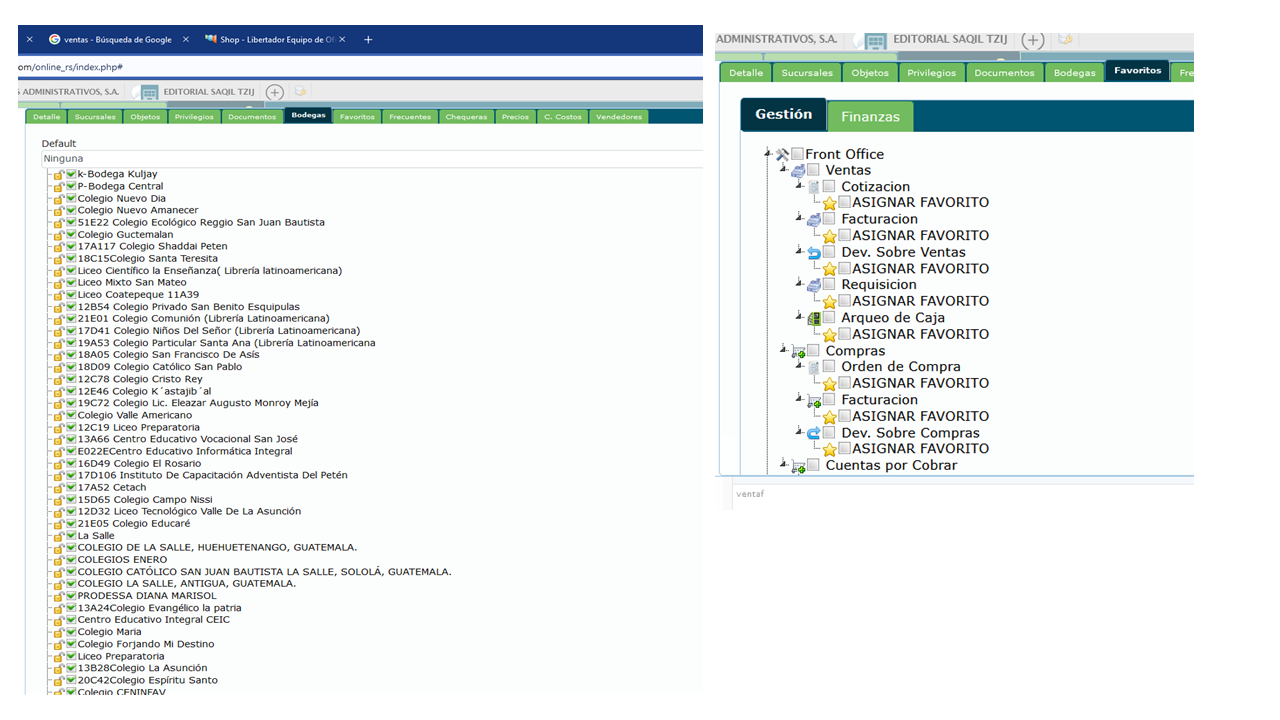 ventas - Búsqueda de Google
Shop - Libertador Equipo de Of
om/online_rs/index.php#
S ADMINISTRATIVOS, S.A. EDITORIAL SAQIL TZIJ
Detalle Sucursales Objetos Privilegios Documentos Bodegas Favoritos Frecuentes Chequeras Precios C. Costos Vendedores
Default
Ninguna
k-Bodega Kuljay
P-Bodega Central
Colegio Nuevo Dia
Colegio Nuevo Amanecer
51E22 Colegio Ecológico Reggio San Juan Bautista
Colegio Guctemalan
17A117 Colegio Shaddai Peten
18C15Colegio Santa Teresita
Liceo Científico la Enseñanza( Librería latinoamericana)
Liceo Mixto San Mateo
Liceo Coatepeque 11A39
12B54 Colegio Privado San Benito Esquipulas
21E01 Colegio Comunión (Librería Latinoamericana)
17D41 Colegio Niños Del Señor (Librería Latinoamericana)
19A53 Colegio Particular Santa Ana (Librería Latinoamericana
18A05 Colegio San Francisco De Asís
18D09 Colegio Católico San Pablo
12C78 Colegio Cristo Rey
12E46 Colegio K´astajib´al
19C72 Colegio Lic. Eleazar Augusto Monroy Mejía
Colegio Valle Americano
12C19 Liceo Preparatoria
13A66 Centro Educativo Vocacional San José
E022ECentro Educativo Informática Integral
16D49 Colegio El Rosario
17D106 Instituto De Capacitación Adventista Del Petén
17A52 Cetach
15D65 Colegio Campo Nissi
12D32 Liceo Tecnológico Valle De La Asunción
21E05 Colegio Educaré
La Salle
COLEGIO DE LA SALLE, HUEHUETENANGO, GUATEMALA.
COLEGIOS ENERO
COLEGIO CATÓLICO SAN JUAN BAUTISTA LA SALLE, SOLOLÁ, GUATEMALA.
COLEGIO LA SALLE, ANTIGUA, GUATEMALA.
PRODESSA DIANA MARISOL
13A24Colegio Evangélico la patria
Centro Educativo Integral CEIC
Colegio Maria
Colegio Forjando Mi Destino
Liceo Preparatoria
13B28Colegio La Asunción
20C42Colegio Espíritu Santo
Colegio CENINFAV
ADMINISTRATIVOS, S.A. EDITORIAL SAQIL TZIJ
Detalle Sucursales Objetos Privilegios Documentos Bodegas Favoritos Fre
Gestión Finanzas
Front Office
Ventas
Cotizacion
ASIGNAR FAVORITO
Facturacion
ASIGNAR FAVORITO
Dev. Sobre Ventas
ASIGNAR FAVORITO
Requisicion
ASIGNAR FAVORITO
Arqueo de Caja
ASIGNAR FAVORITO
Compras
Orden de Compra
ASIGNAR FAVORITO
Facturacion
ASIGNAR FAVORITO
Dev. Sobre Compras
ASIGNAR FAVORITO
Cuentas por Cobrar
ventaf